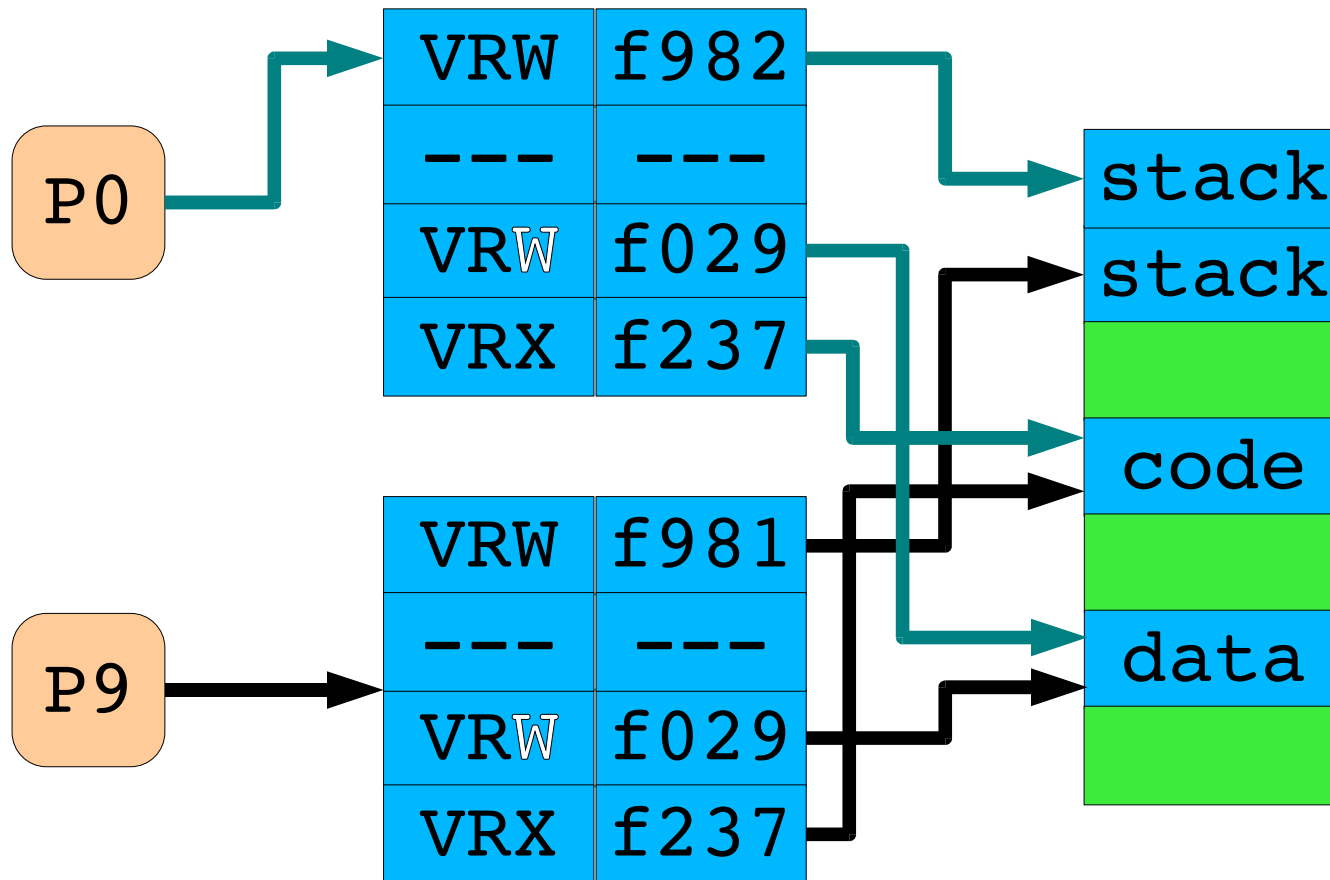 P0
VRW f982
--- ---
VRW f029
VRX f237
P9
VRW f981
--- ---
VRW f029
VRX f237
stack
stack
code
data